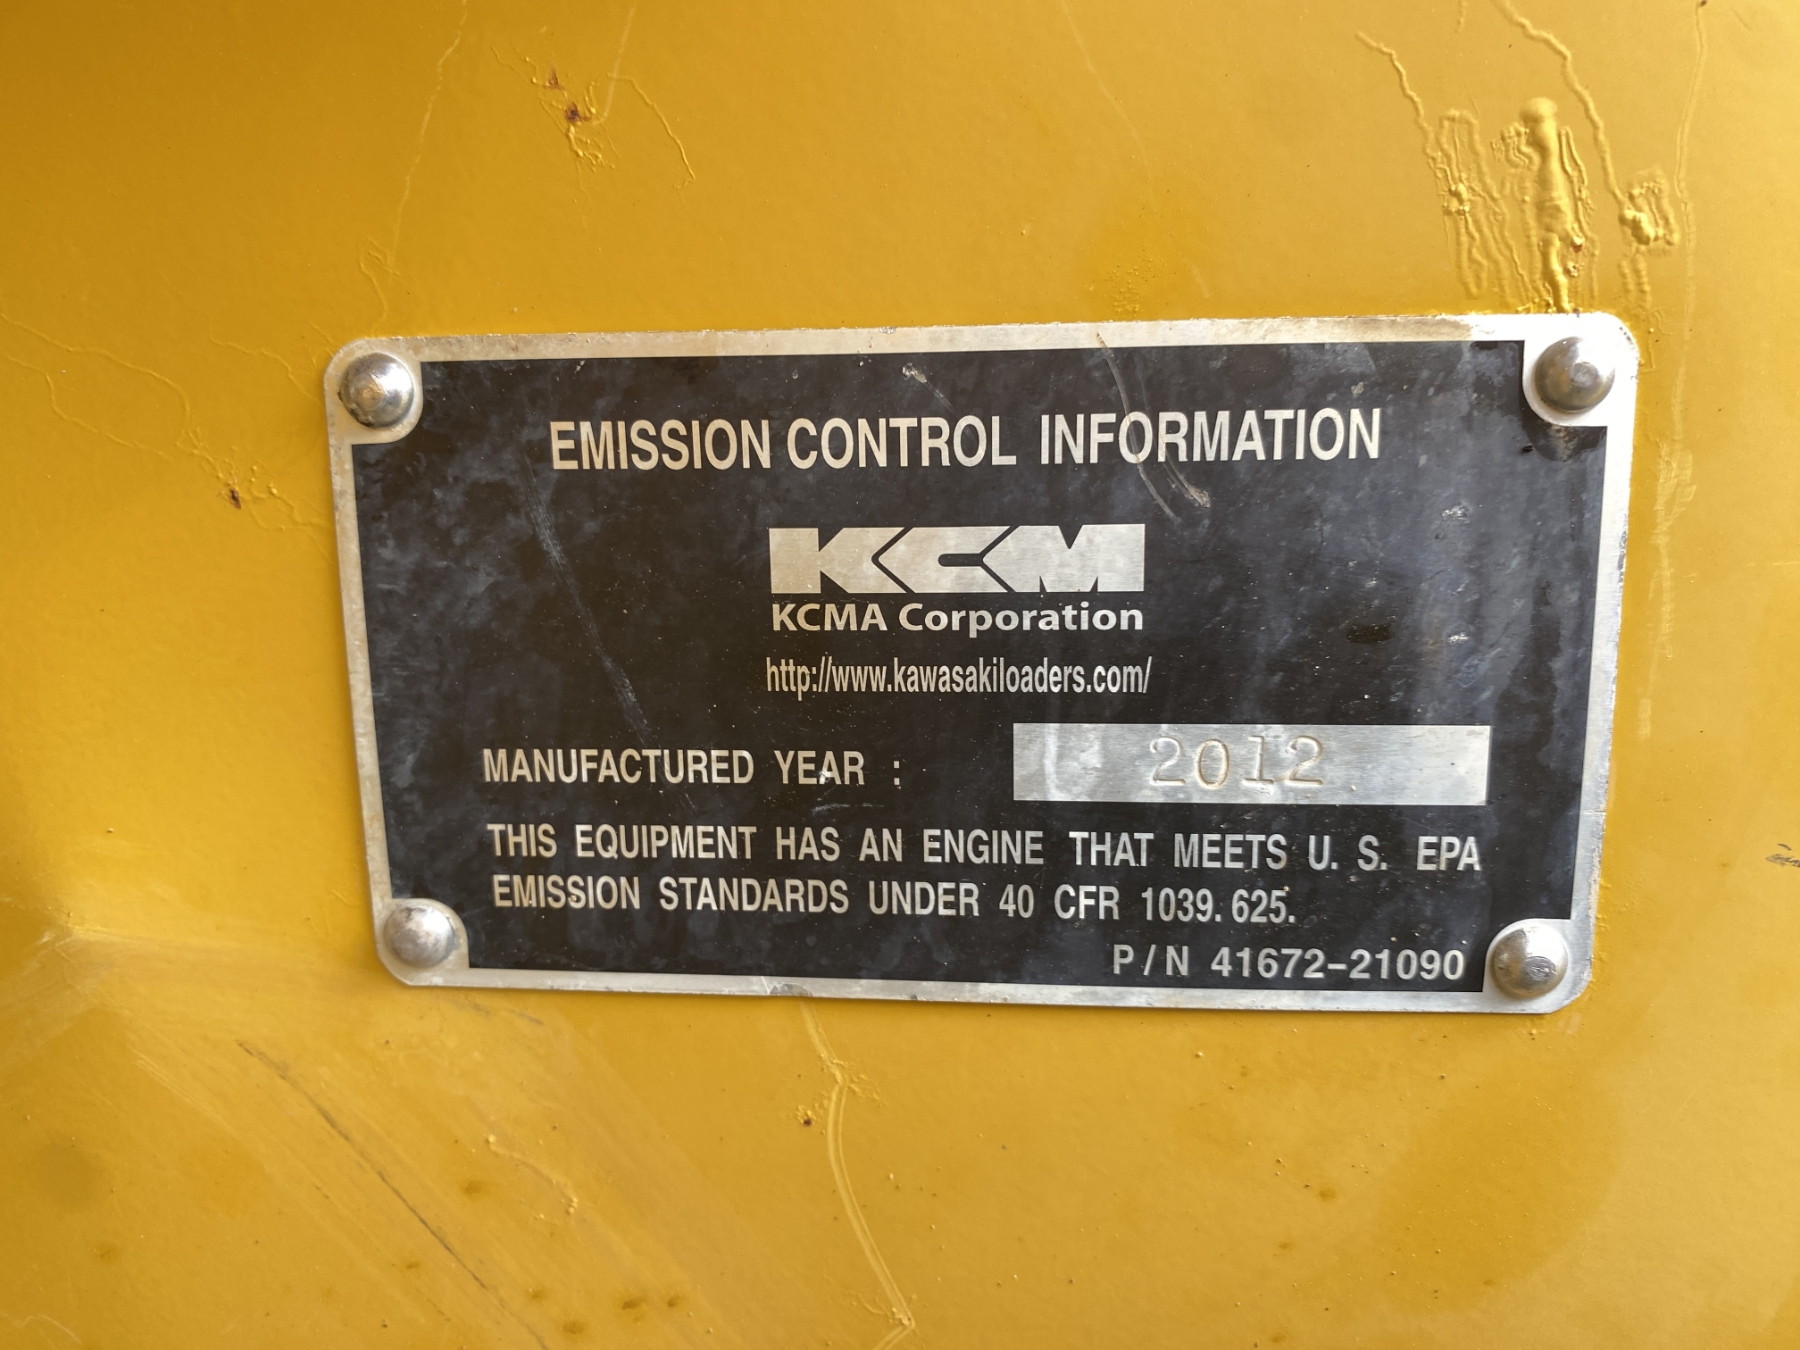 EMISSION CONTROL INFORMATION
KCM
KCMA Corporation
http://www.kawasakiloaders.com/
MANUFACTURED YEAR : 2012
THIS EQUIPMENT HAS AN ENGINE THAT MEETS U. S. EPA
EMISSION STANDARDS UNDER 40 CFR 1039. 625.
P/N 41672-21090